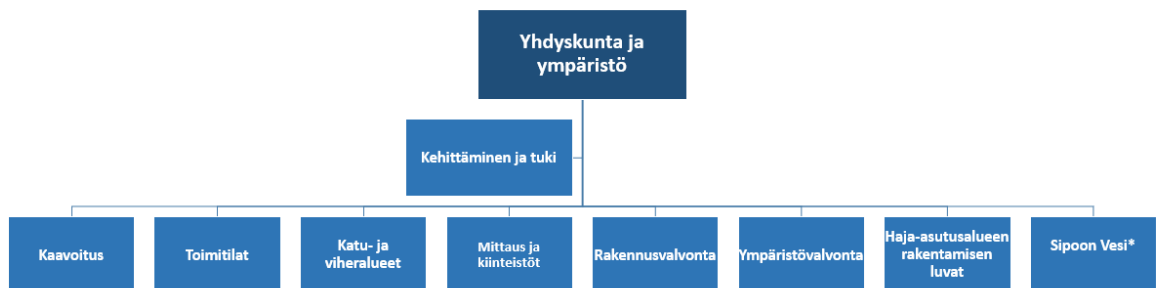 Yhdyskunta ja
ympäristö
Kehittäminen ja tuki
Kaavoitus
Toimitilat
Katu- ja
viheralueet
Mittaus ja
kiinteistöt
Rakennusvalvonta
Ympäristövalvonta
Haja-asutusalueen
rakentamisen
luvat
Sipoon Vesi*